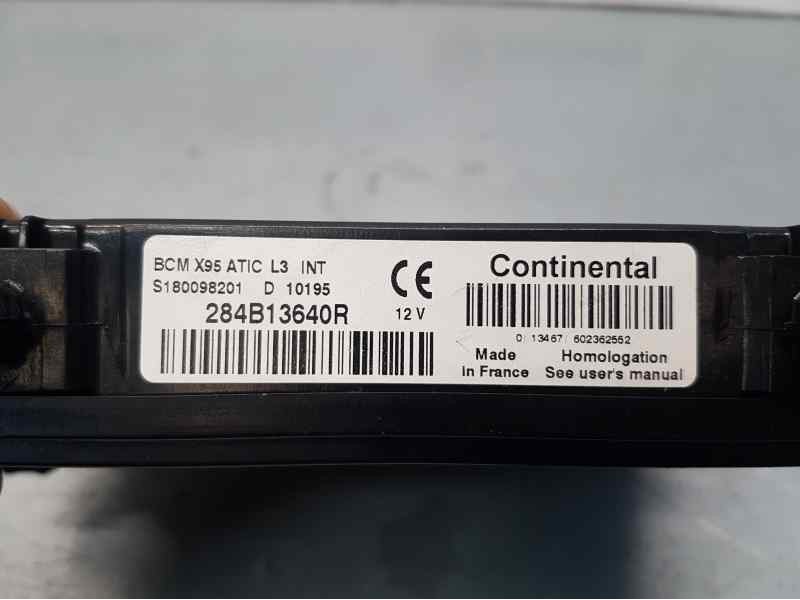 BCM X95 ATIC L3 INT
S180098201 D 10195
284B13640R
CE
12 V
Continental
0 13467 602362552
Made
in France
Homologation
See user's manual